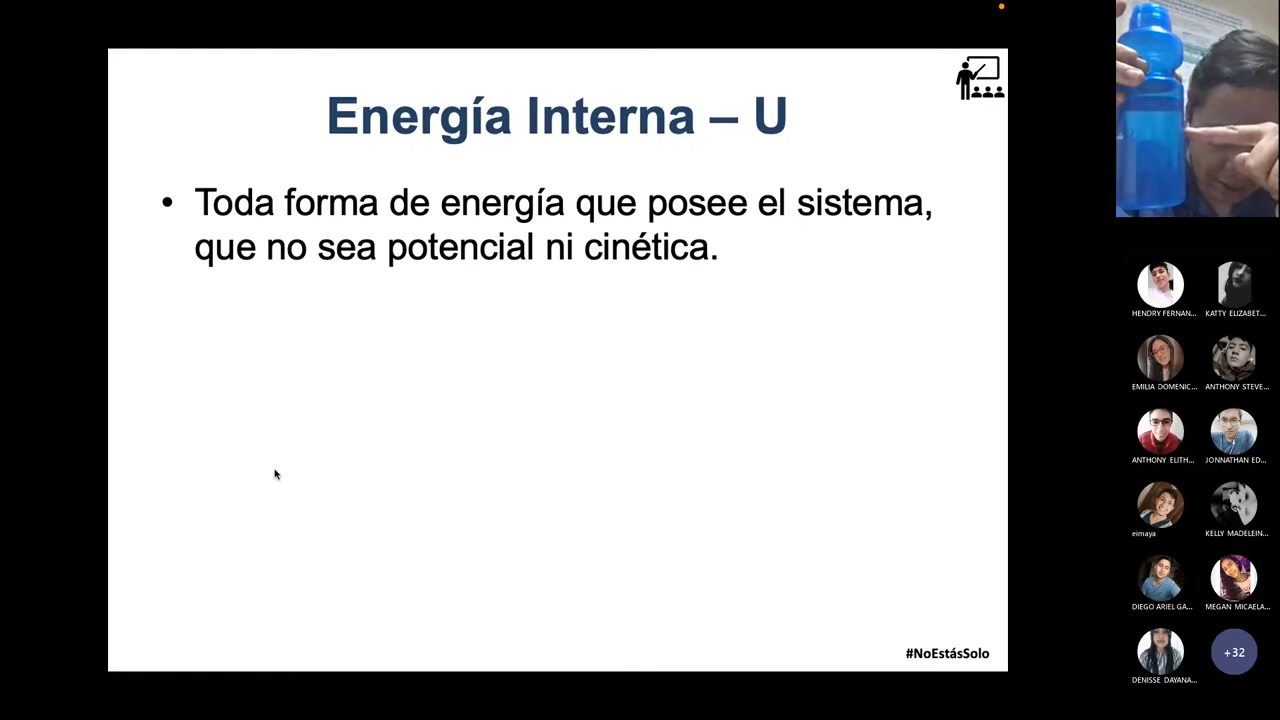 Energía Interna – U
• Toda forma de energía que posee el sistema,
que no sea potencial ni cinética.
#NoEstásSolo
HENDRY FERNAN...
KATTY ELIZABET...
EMILIA DOMENIC...
ANTHONY STEVE...
ANTHONY ELITH...
JONNATHAN ED...
eimaya
KELLY MADELEIN...
DIEGO ARIEL GA...
MEGAN MICAELA...
DENISSE DAYANA...
+32